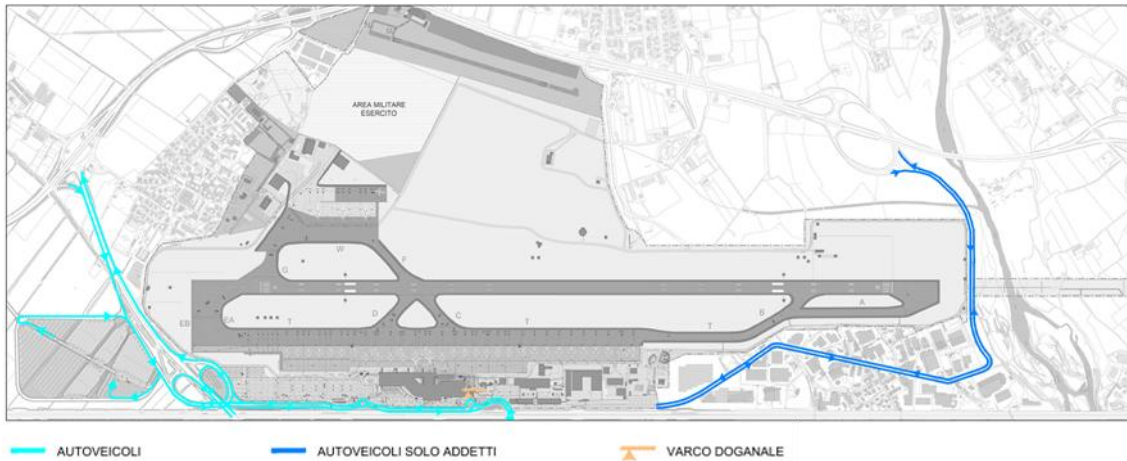 AREA MILITARE
ESERCITO
W
F
G
EB
EA
T
D
C
T
T
B
A
AUTOVEICOLI
AUTOVEICOLI SOLO ADDETTI
VARCO DOGANALE